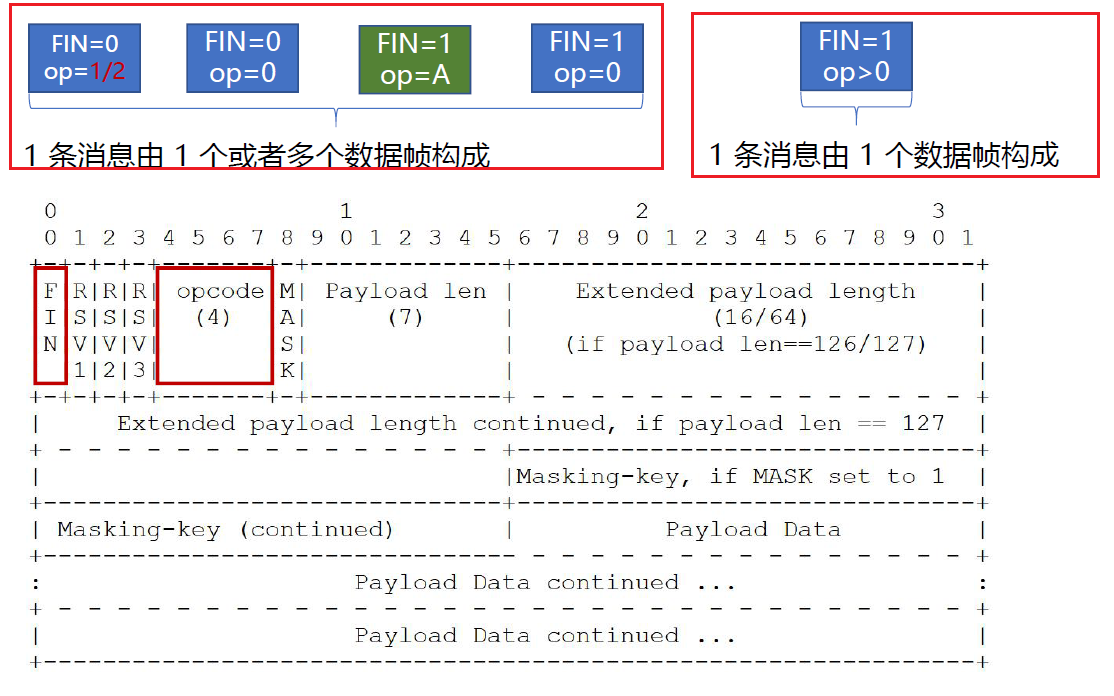 FIN=0 FIN=0 FIN=1 FIN=1
op=1/2 op=0 op=A op=0
1 条消息由 1 个或者多个数据帧构成
FIN=1
op>0
1 条消息由 1 个数据帧构成
0                   1                   2                   3
0 1 2 3 4 5 6 7 8 9 0 1 2 3 4 5 6 7 8 9 0 1 2 3 4 5 6 7 8 9 0 1
+-+-+-+-+-------+-+-------------+-------------------------------+
F R|R|R| opcode M| Payload len | Extended payload length |
I S|S|S| (4) A| (7) | (16/64) |
N V|V|V| S| | (if payload len==126/127) |
1|2|3| K| | |
+-+-+-+-+-------+-+-------------+ - - - - - - - - - - - - - - - +
| Extended payload length continued, if payload len == 127 |
+ - - - - - - - - - - - - - - - +-------------------------------+
| |Masking-key, if MASK set to 1 |
+-------------------------------+-------------------------------+
| Masking-key (continued) | Payload Data |
+-------------------------------- - - - - - - - - - - - - - - - +
: Payload Data continued ... :
+ - - - - - - - - - - - - - - - - - - - - - - - - - - - - - - - +
| Payload Data continued ... |
+---------------------------------------------------------------+